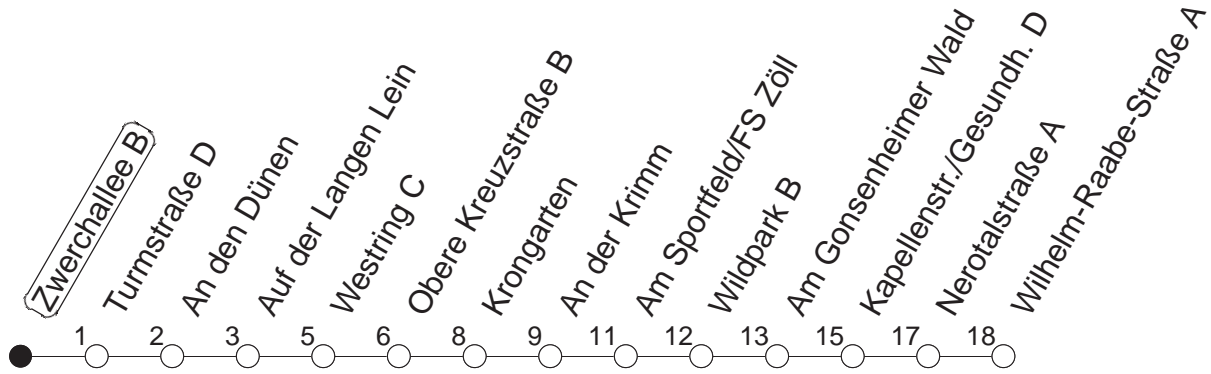 Zwerchallee B
Turmstraße D
An den Dünen
Auf der Langen Lein
Westring C
Obere Kreuzstraße B
Krongarten
An der Krimm
Am Sportfeld/FS Zöll
Wildpark B
Am Gonsenheimer Wald
Kapellenstr./Gesundh. D
Nerotalstraße A
Wilhelm-Raabe-Straße A
1 2 3 5 6 8 9 11 12 13 15 17 18